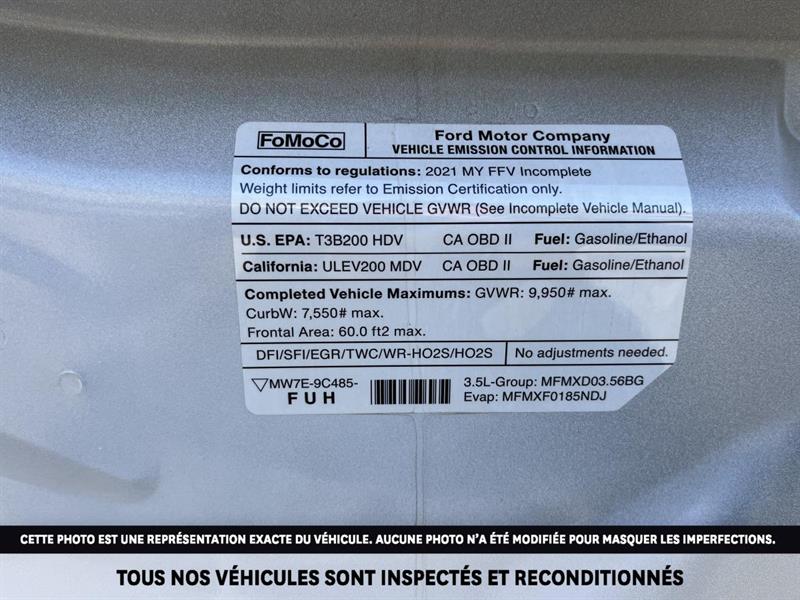 FoMoCo
Ford Motor Company
VEHICLE EMISSION CONTROL INFORMATION
Conforms to regulations: 2021 MY FFV Incomplete
Weight limits refer to Emission Certification only.
DO NOT EXCEED VEHICLE GVWR (See Incomplete Vehicle Manual).
U.S. EPA: T3B200 HDV CA OBD II Fuel: Gasoline/Ethanol
California: ULEV200 MDV CA OBD II Fuel: Gasoline/Ethanol
Completed Vehicle Maximums: GVWR: 9,950# max.
CurbW: 7,550# max.
Frontal Area: 60.0 ft2 max.
DFI/SFI/EGR/TWC/WR-HO2S/HO2S No adjustments needed.
MW7E-9C485-
FUH
3.5L-Group: MFMXD03.56BG
Evap: MFMXF0185NDJ
CETTE PHOTO EST UNE REPRÉSENTATION EXACTE DU VÉHICULE. AUCUNE PHOTO N'A ÉTÉ MODIFIÉE POUR MASQUER LES IMPERFECTIONS.
TOUS NOS VÉHICULES SONT INSPECTÉS ET RECONDITIONNÉS